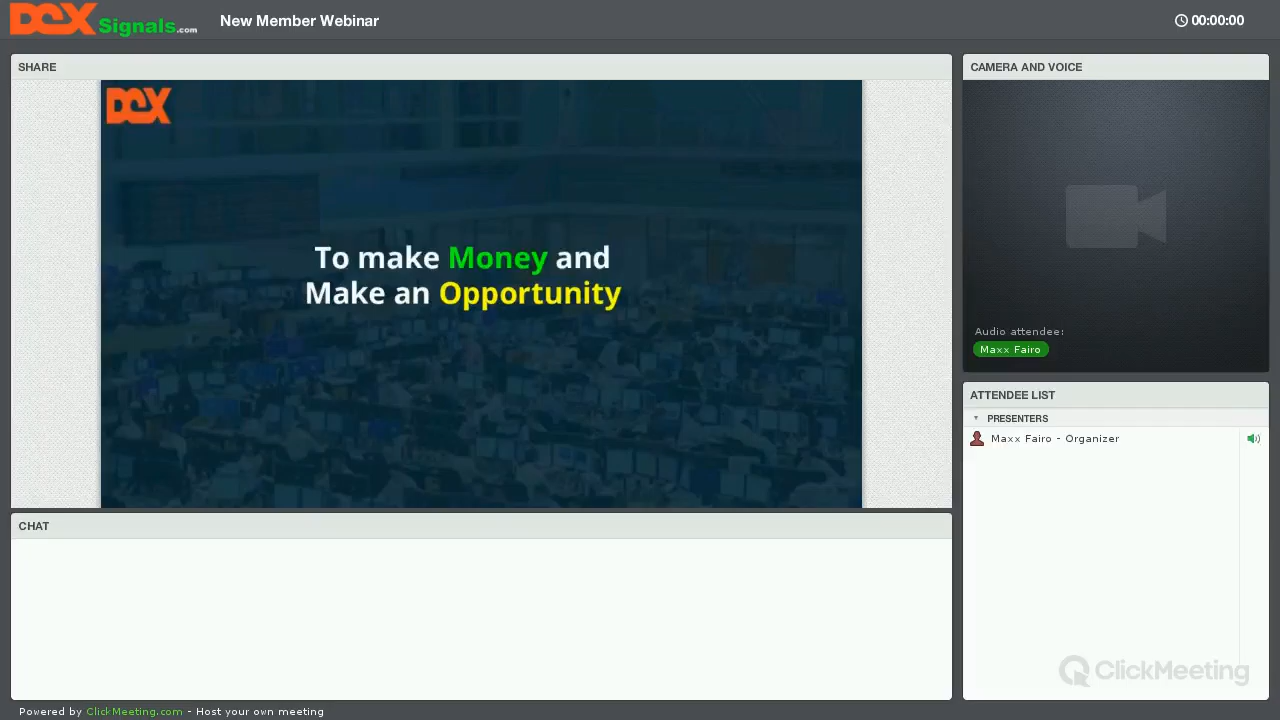 DCX Signals.com
New Member Webinar
00:00:00
SHARE
DCX
To make Money and
Make an Opportunity
CAMERA AND VOICE
Audio attendee:
Maxx Fairo
ATTENDEE LIST
PRESENTERS
Maxx Fairo - Organizer
CHAT
ClickMeeting
Powered by ClickMeeting.com - Host your own meeting